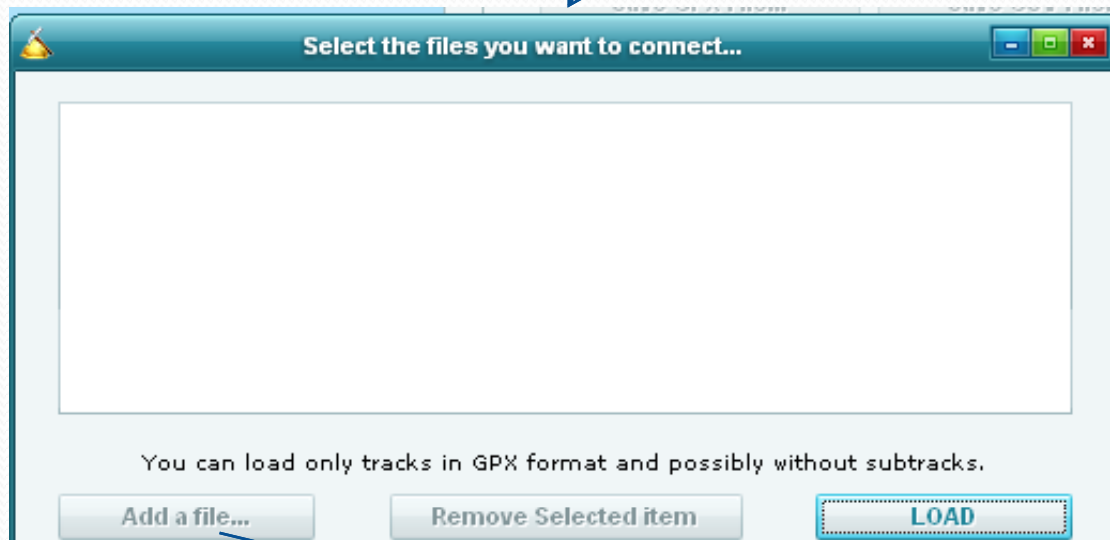 Select the files you want to connect...
You can load only tracks in GPX format and possibly without subtracks.
Add a file...
Remove Selected item
LOAD